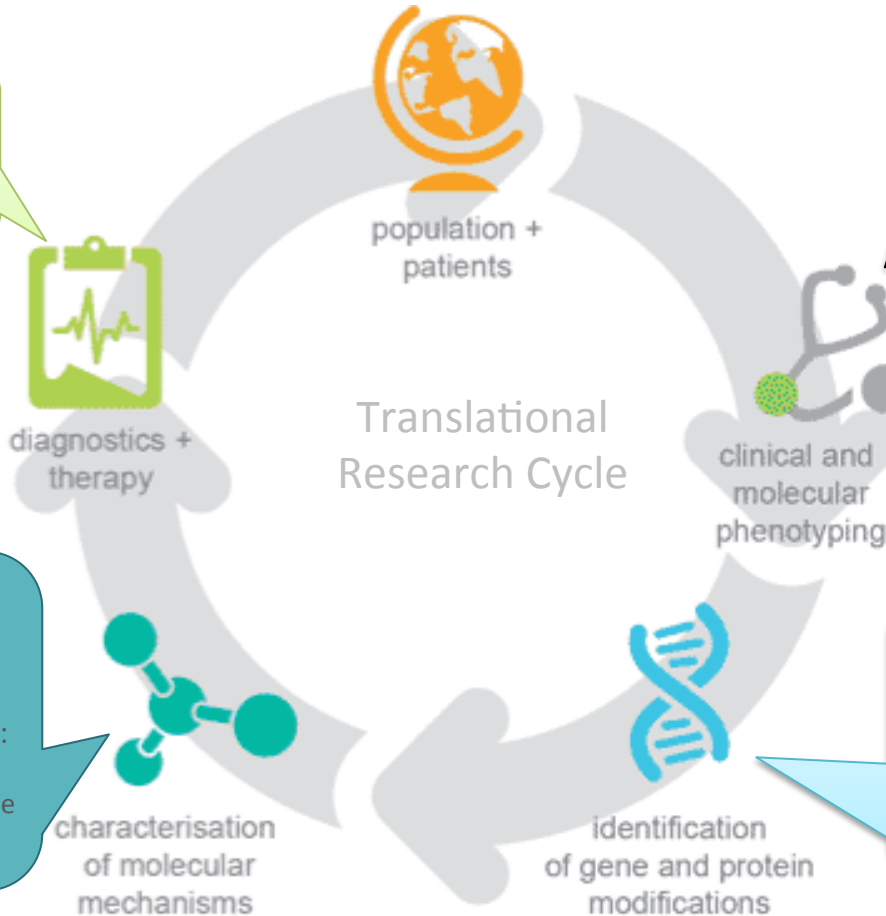 population +
patients
Translational
Research Cycle
diagnostics +
therapy
clinical and
molecular
phenotyping
:
e
characterisation
of molecular
mechanisms
identification
of gene and protein
modifications